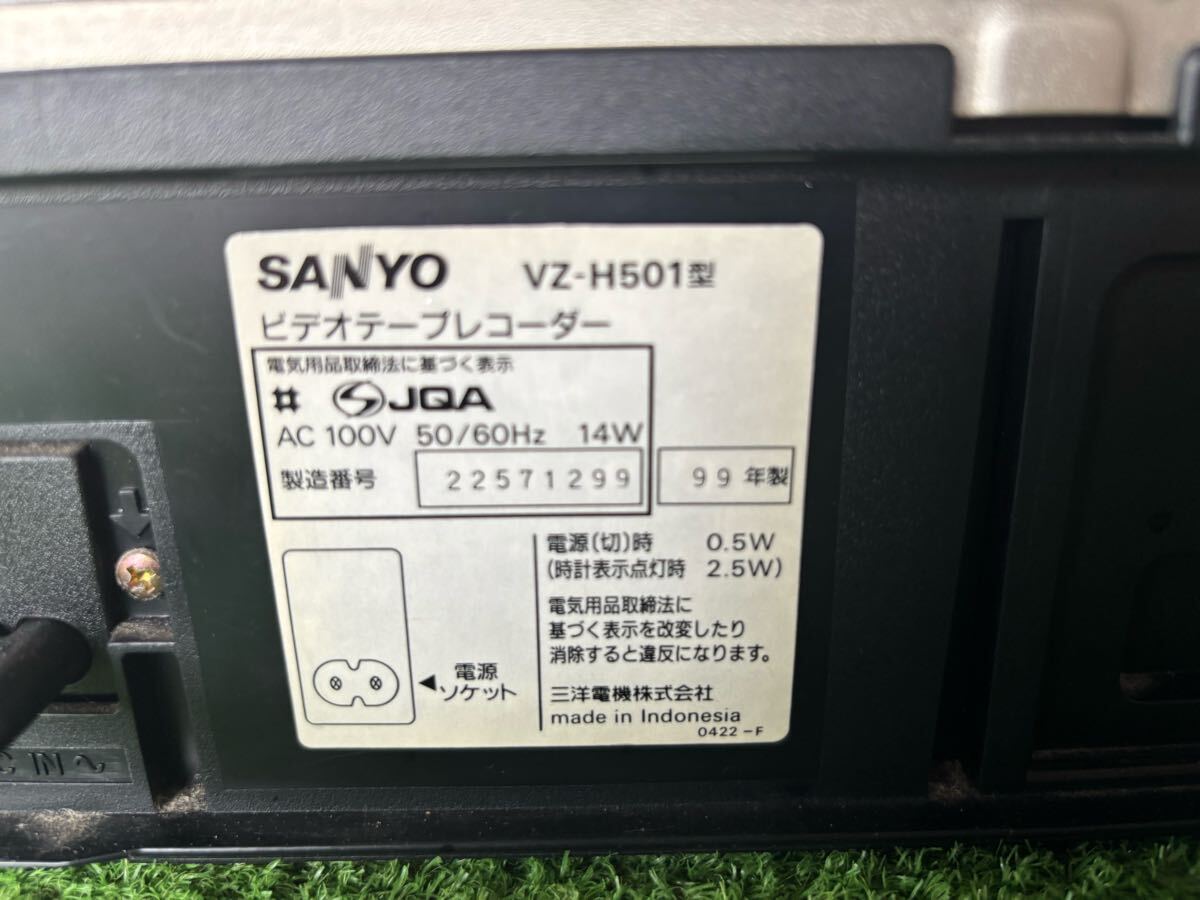 SANYO VZ-H501型
ビデオテープレコーダー
電気用品取締法に基づく表示
JQA
AC 100V 50/60Hz 14W
製造番号 22571299 99年製
電源(切)時 0.5W
(時計表示点灯時 2.5W)
電気用品取締法に
基づく表示を改変したり
消除すると違反になります。
電源
ソケット
三洋電機株式会社
made in Indonesia
0422-F
IN